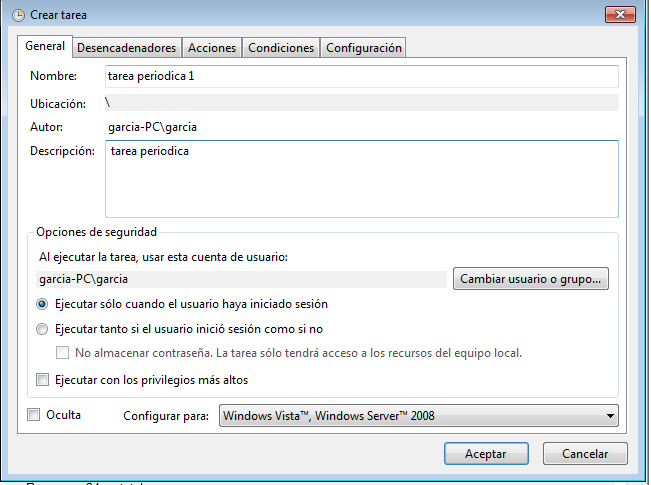 Crear tarea
General Desencadenadores Acciones Condiciones Configuración
Nombre: tarea periodica 1
Ubicación: \
Autor: garcia-PC\garcia
Descripción: tarea periodica
Opciones de seguridad
Al ejecutar la tarea, usar esta cuenta de usuario:
garcia-PC\garcia Cambiar usuario o grupo...
Ejecutar sólo cuando el usuario haya iniciado sesión
Ejecutar tanto si el usuario inició sesión como si no
No almacenar contraseña. La tarea sólo tendrá acceso a los recursos del equipo local.
Ejecutar con los privilegios más altos
Oculta Configurar para: Windows Vista™, Windows Server™ 2008
Aceptar Cancelar